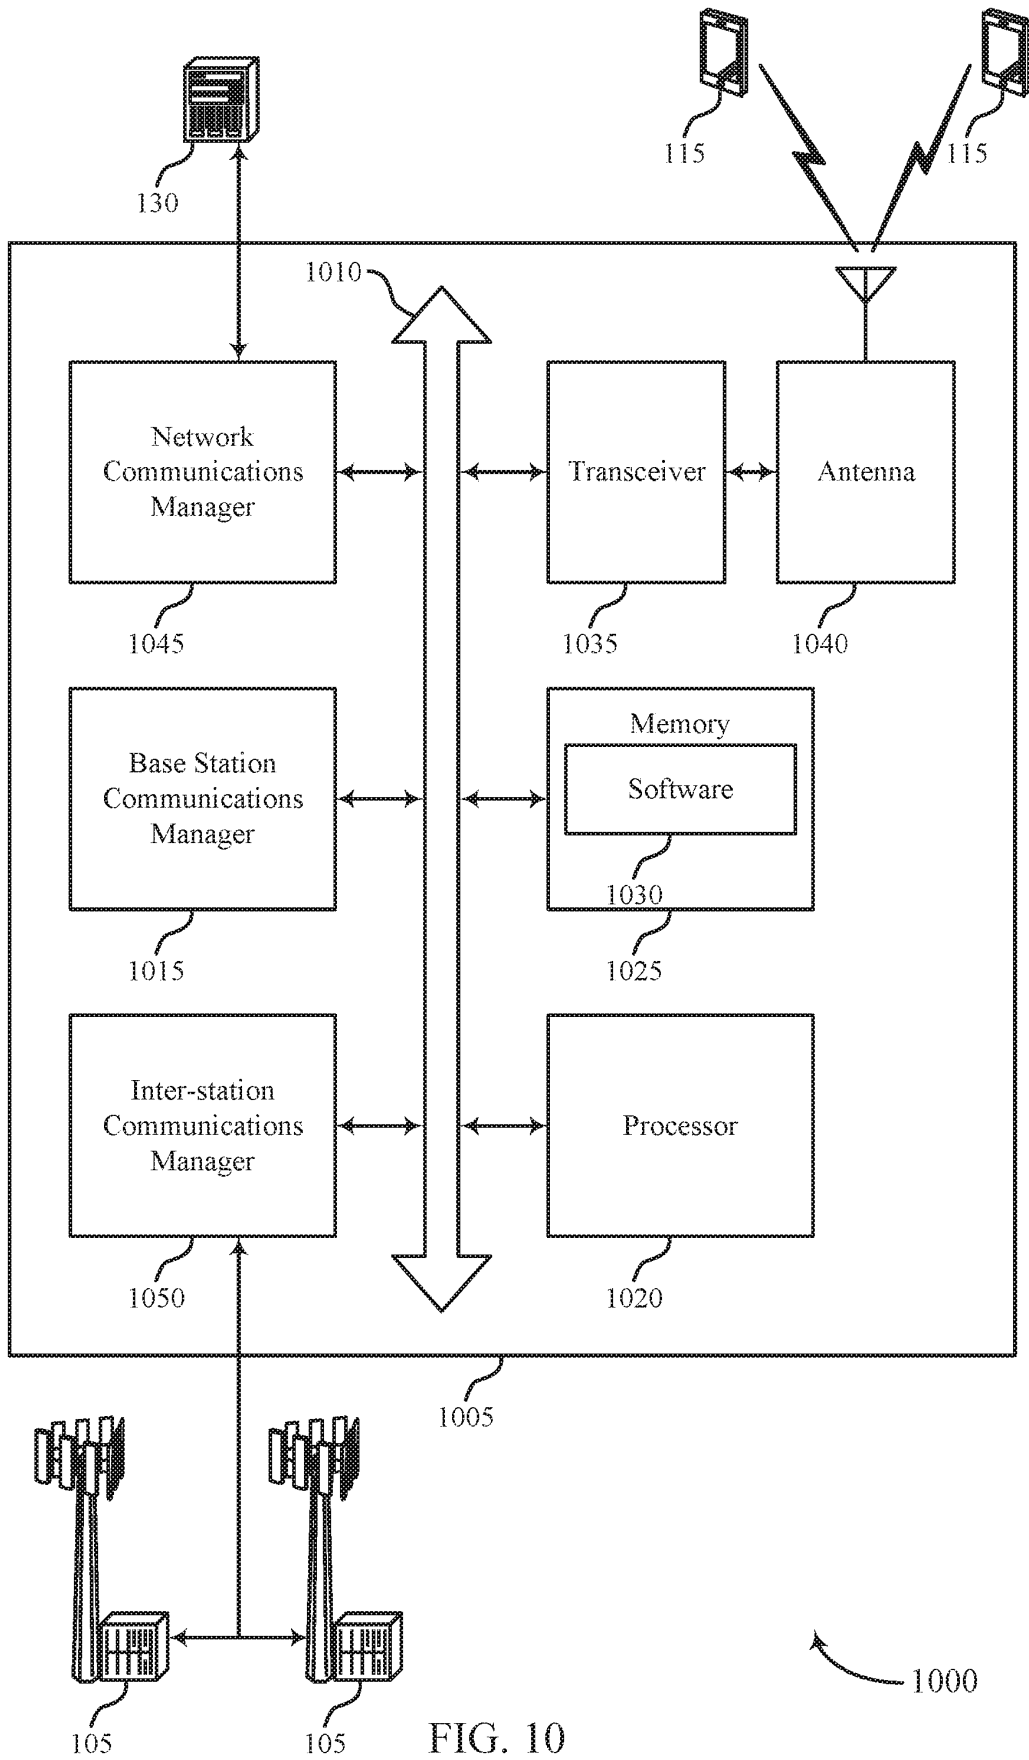 115
115
130
1010
Network
Communications
Manager
Transceiver
Antenna
1045
1035
1040
Base Station
Communications
Manager
Memory
Software
1030
1015
1025
Inter-station
Communications
Manager
Processor
1050
1020
1005
1000
105
105
FIG. 10